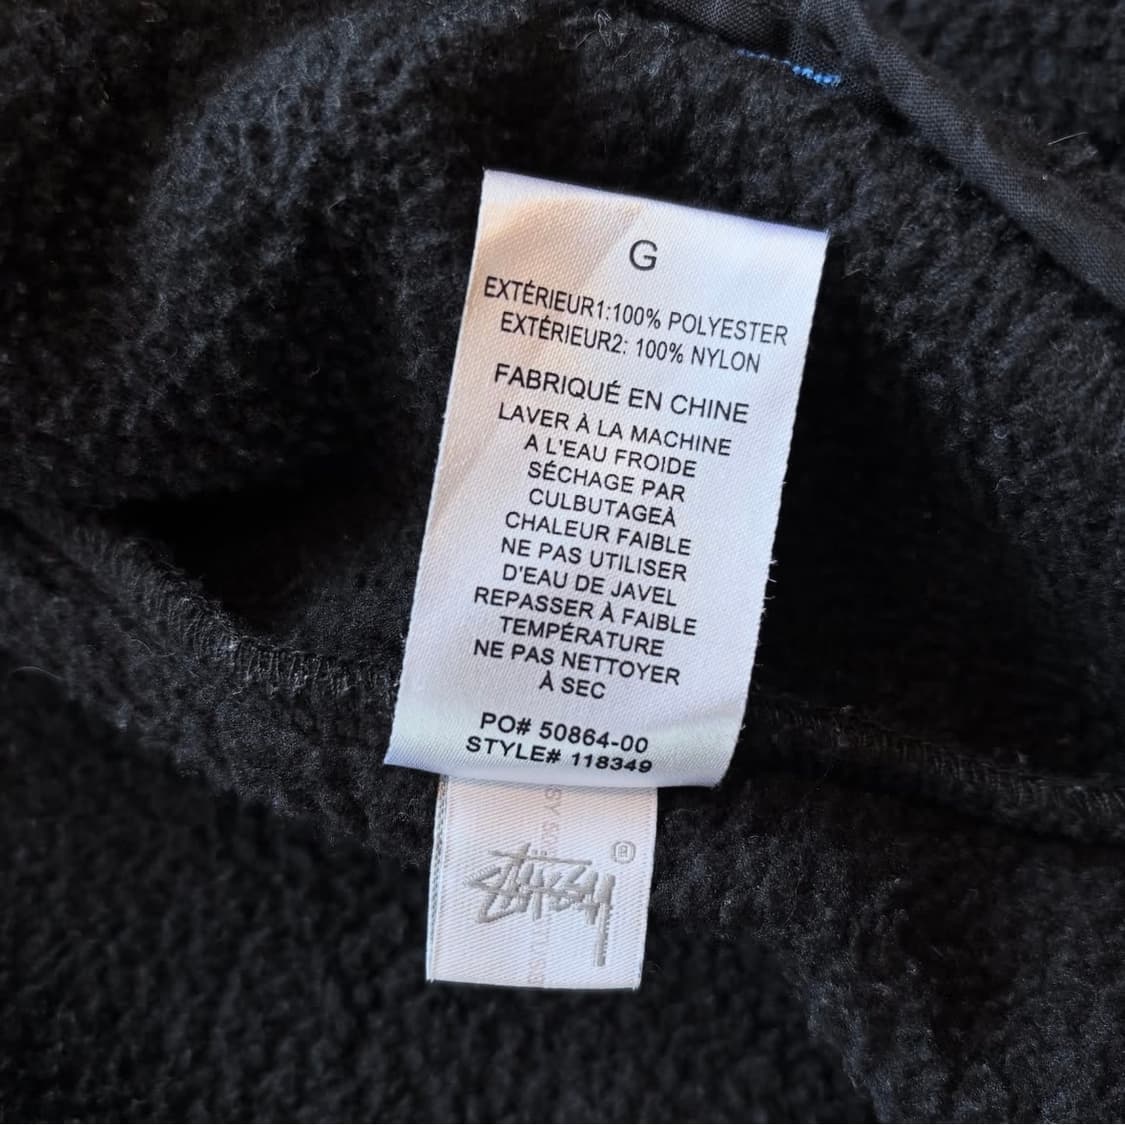 G
EXTÉRIEUR1:100% POLYESTER
EXTÉRIEUR2: 100% NYLON
FABRIQUÉ EN CHINE
LAVER À LA MACHINE
A L'EAU FROIDE
SÉCHAGE PAR
CULBUTAGEÀ
CHALEUR FAIBLE
NE PAS UTILISER
D'EAU DE JAVEL
REPASSER À FAIBLE
TEMPÉRATURE
NE PAS NETTOYER
À SEC
PO# 50864-00
STYLE# 118349
STÜSSY ®